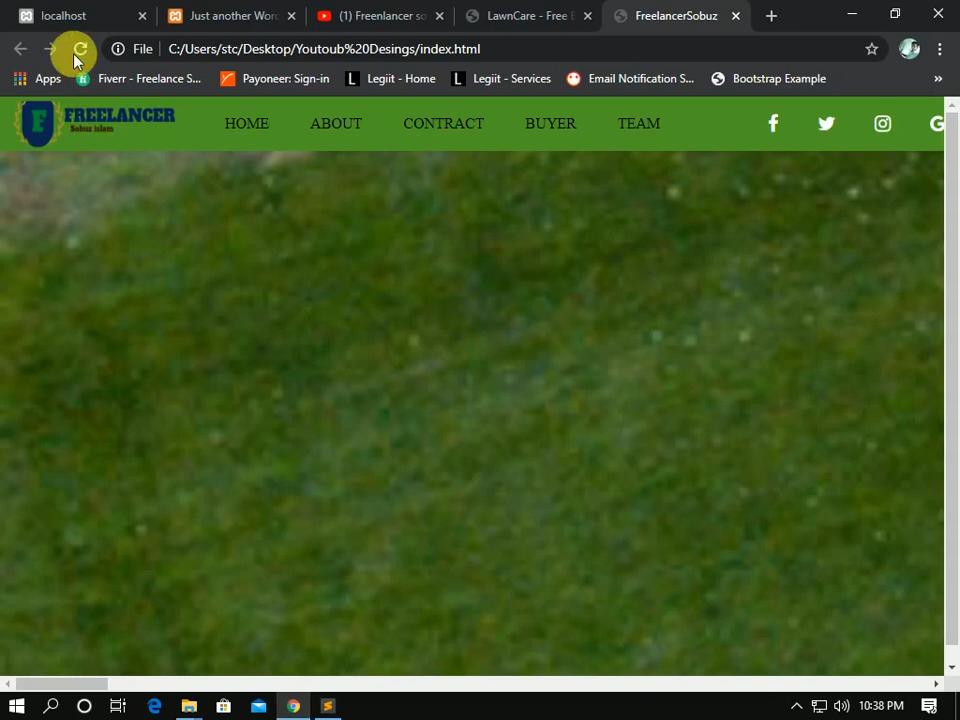 localhost
Just another Wor
(1) Freenlancer so
LawnCare - Free B
FreelancerSobuz
File
C:/Users/stc/Desktop/Youtoub%20Desings/index.html
Apps
Fiverr - Freelance S...
Payoneer: Sign-in
L Legiit - Home
L Legiit - Services
Email Notification S...
Bootstrap Example
»
F FREELANCER
Sobuz islam
HOME
ABOUT
CONTRACT
BUYER
TEAM
10:38 PM